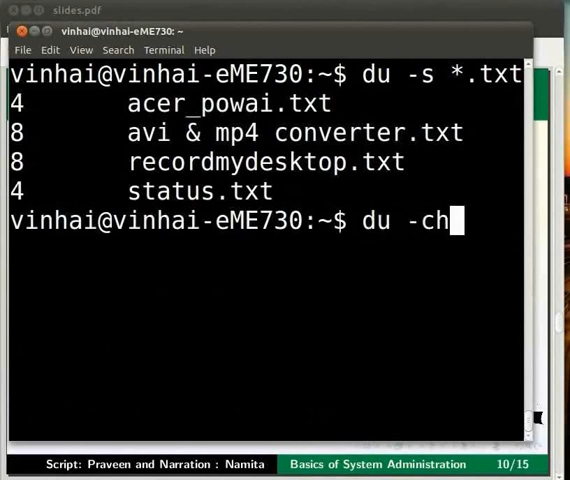 slides.pdf
vinhai@vinhai-eME730: ~
File Edit View Search Terminal Help
vinhai@vinhai-eME730:~$ du -s *.txt
4 acer_powai.txt
8 avi & mp4 converter.txt
8 recordmydesktop.txt
4 status.txt
vinhai@vinhai-eME730:~$ du -ch
Script: Praveen and Narration : Namita Basics of System Administration 10/15